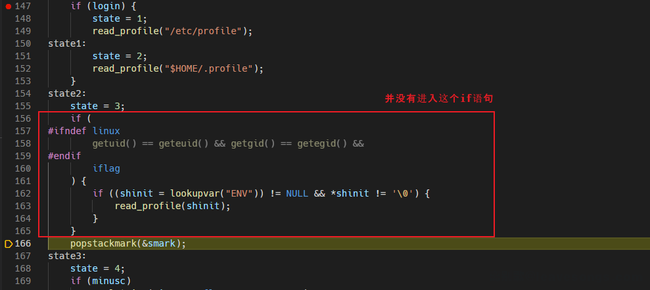 147         if (login) {
148             state = 1;
149             read_profile("/etc/profile");
150     state1:
151             state = 2;
152             read_profile("$HOME/.profile");
153         }
154     state2:
并没有进入这个if语句
155         state = 3;
156         if (
157     #ifndef linux
158             getuid() == geteuid() && getgid() == getegid() &&
159     #endif
160             iflag
161         ) {
162             if ((shinit = lookupvar("ENV")) != NULL && *shinit != '\0') {
163                 read_profile(shinit);
164             }
165         }
166         popstackmark(&smark);
167     state3:
168         state = 4;
169         if (minusc)